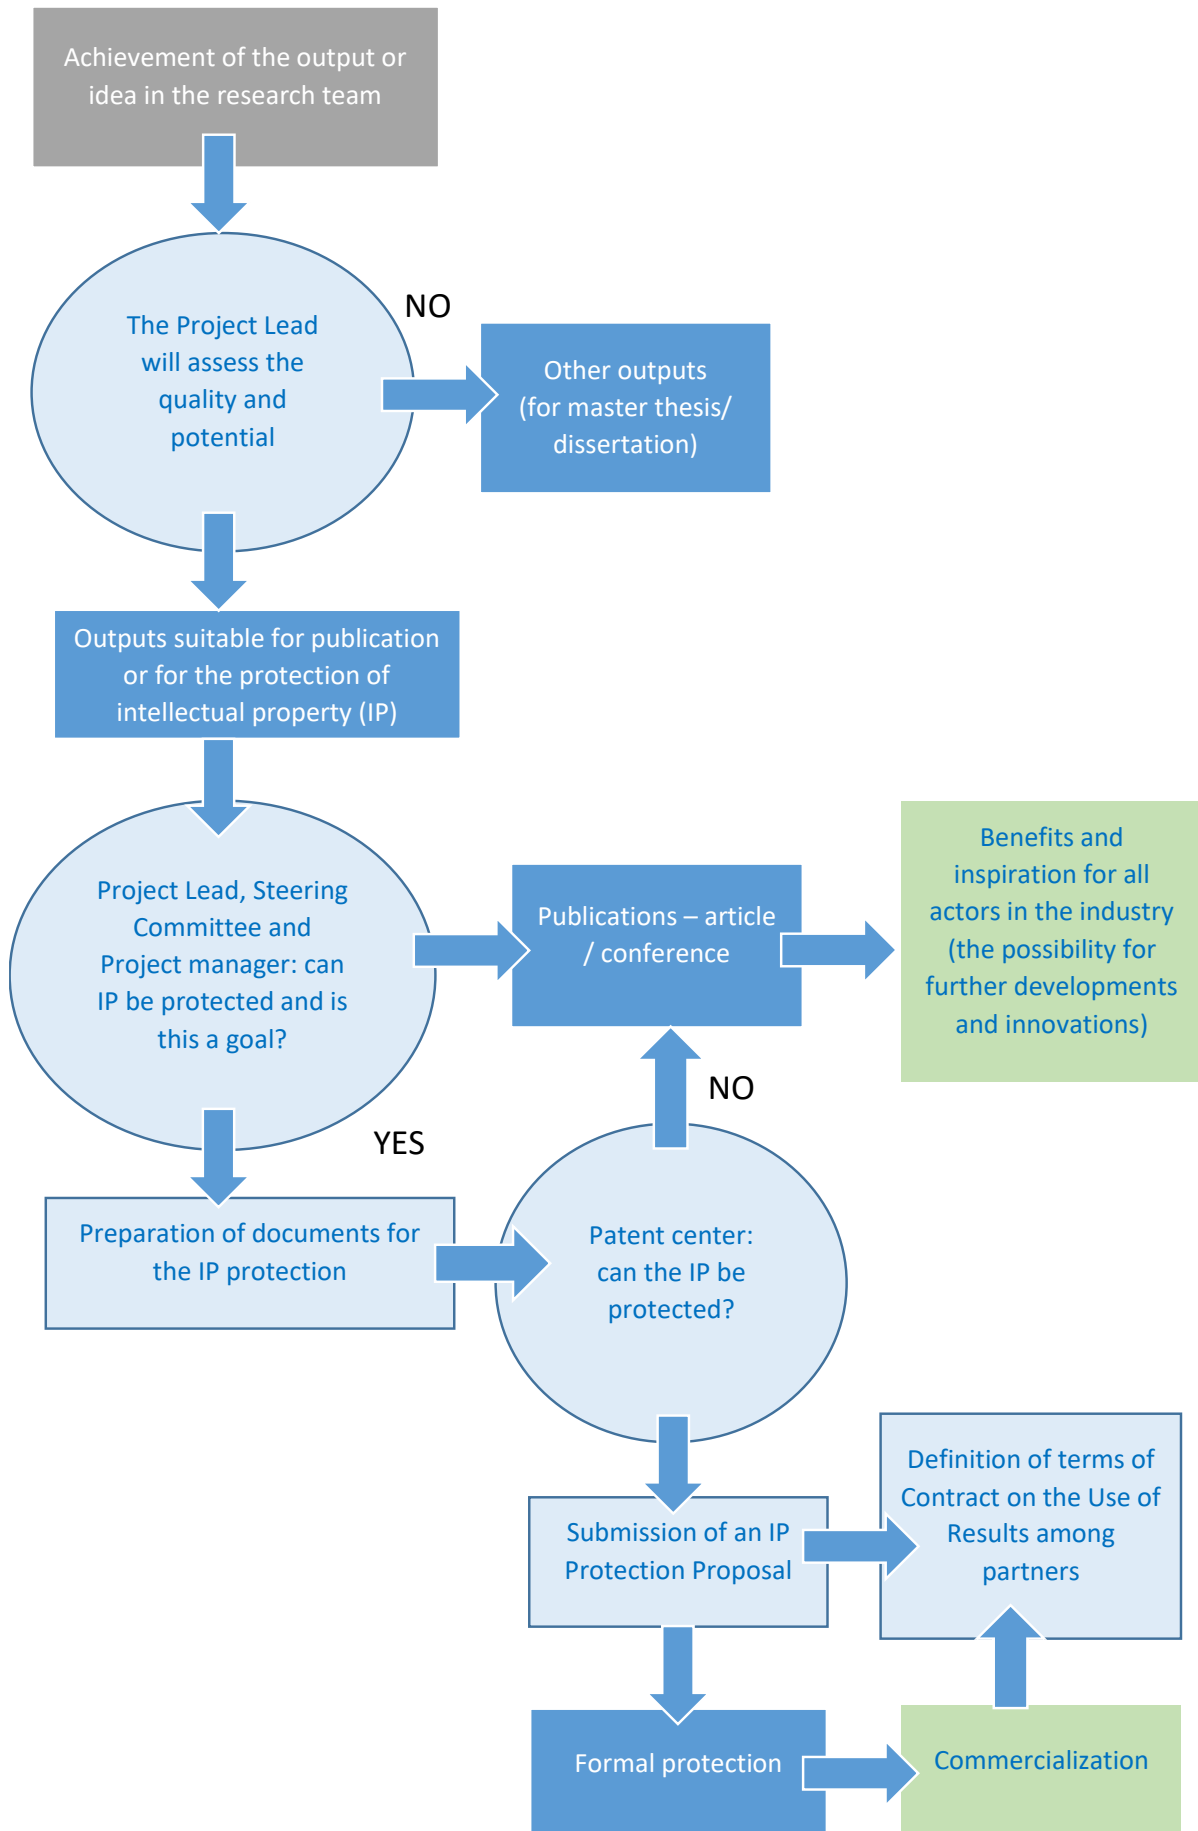 Achievement of the output or
idea in the research team
The Project Lead
will assess the
quality and
potential
NO
Other outputs
(for master thesis/
dissertation)
Outputs suitable for publication
or for the protection of
intellectual property (IP)
Project Lead, Steering
Committee and
Project manager: can
IP be protected and is
this a goal?
Publications – article
/ conference
Benefits and
inspiration for all
actors in the industry
(the possibility for
further developments
and innovations)
NO
YES
Preparation of documents for
the IP protection
Patent center:
can the IP be
protected?
Submission of an IP
Protection Proposal
Definition of terms of
Contract on the Use of
Results among
partners
Formal protection
Commercialization